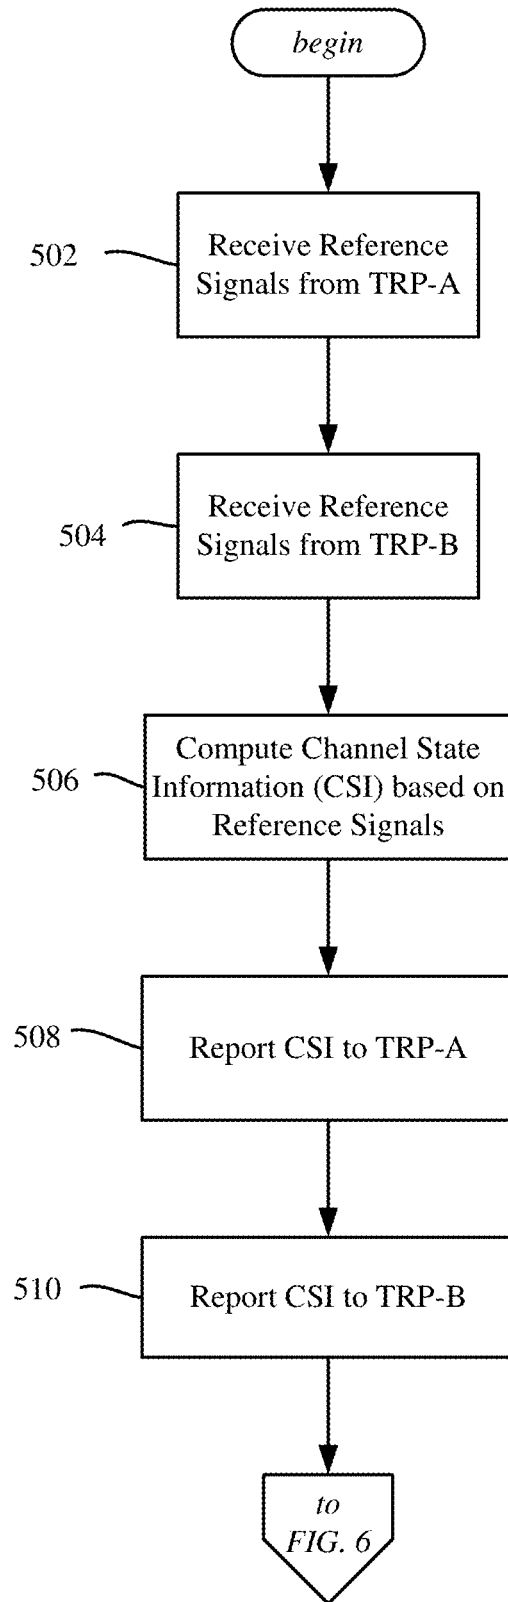 begin
502
Receive Reference
Signals from TRP-A
504
Receive Reference
Signals from TRP-B
506
Compute Channel State
Information (CSI) based on
Reference Signals
508
Report CSI to TRP-A
510
Report CSI to TRP-B
to
FIG. 6